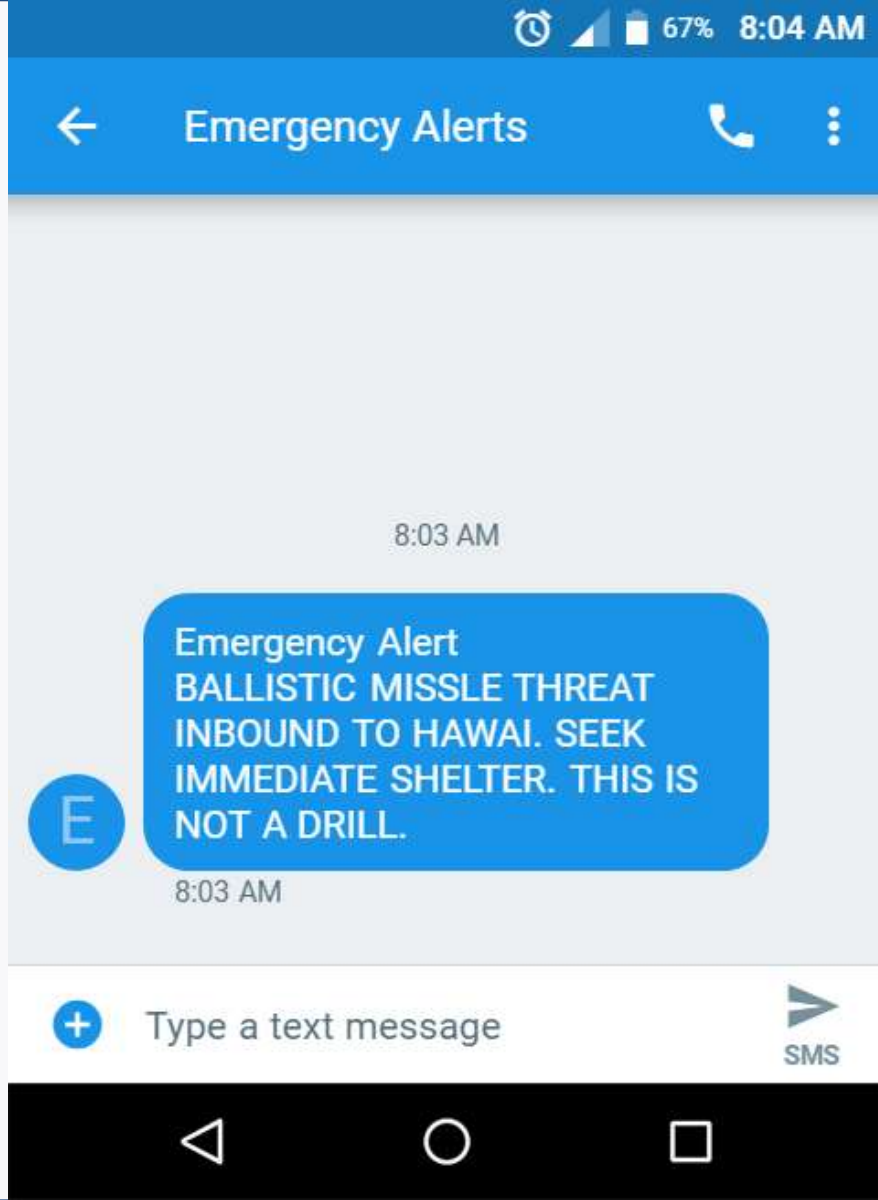 67% 8:04 AM
Emergency Alerts
8:03 AM
Emergency Alert
BALLISTIC MISSLE THREAT
INBOUND TO HAWAI. SEEK
IMMEDIATE SHELTER. THIS IS
NOT A DRILL.
E
8:03 AM
Type a text message
SMS